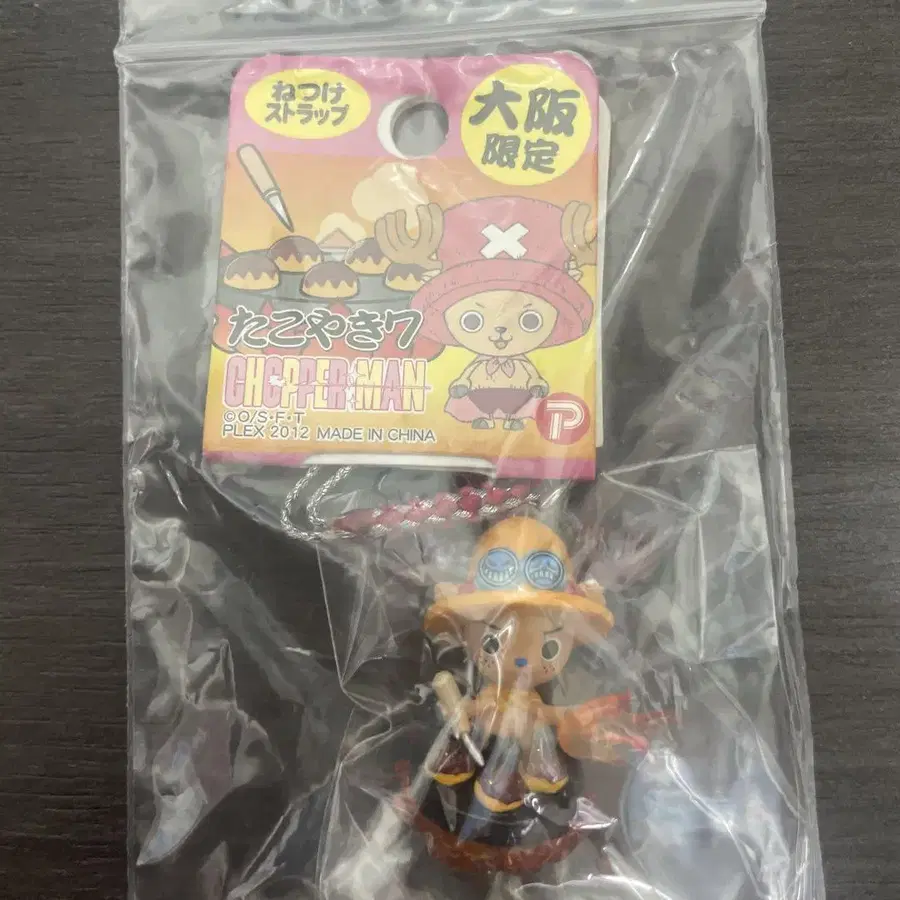 ねつけ
ストラップ
大阪
限定
たこやき7
CHOPPER MAN
©O/S・F・T
PLEX 2012 MADE IN CHINA